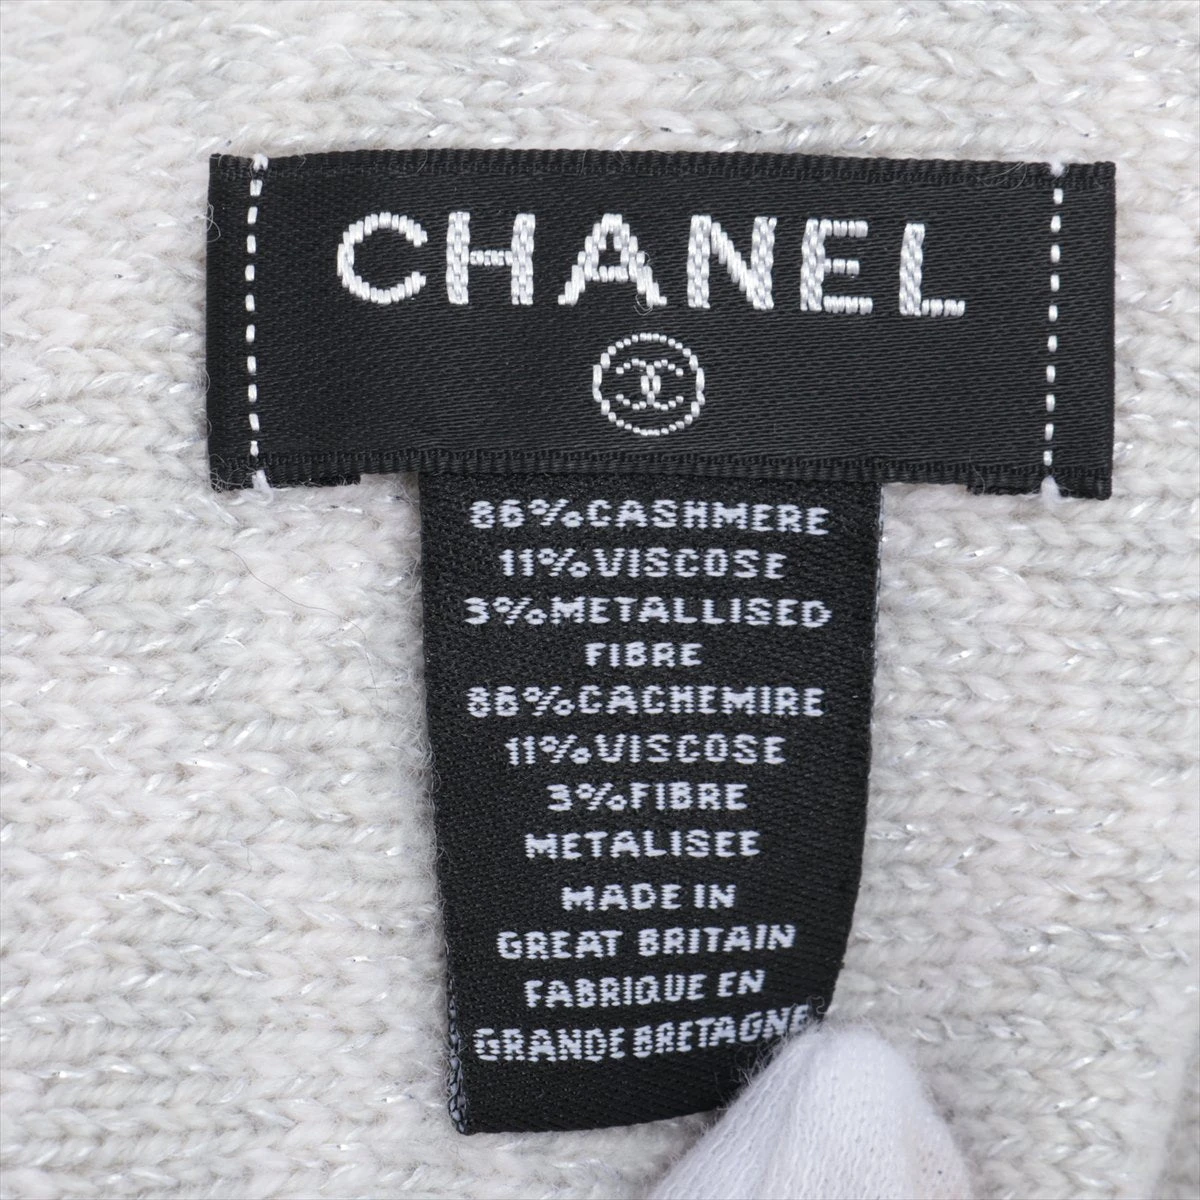 CHANEL
86%CASHMERE
11%VISCOSE
3%METALLISED
FIBRE
86%CACHEMIRE
11%VISCOSE
3%FIBRE
METALISEE
MADE IN
GREAT BRITAIN
FABRIQUE EN
GRANDE BRETAGNE